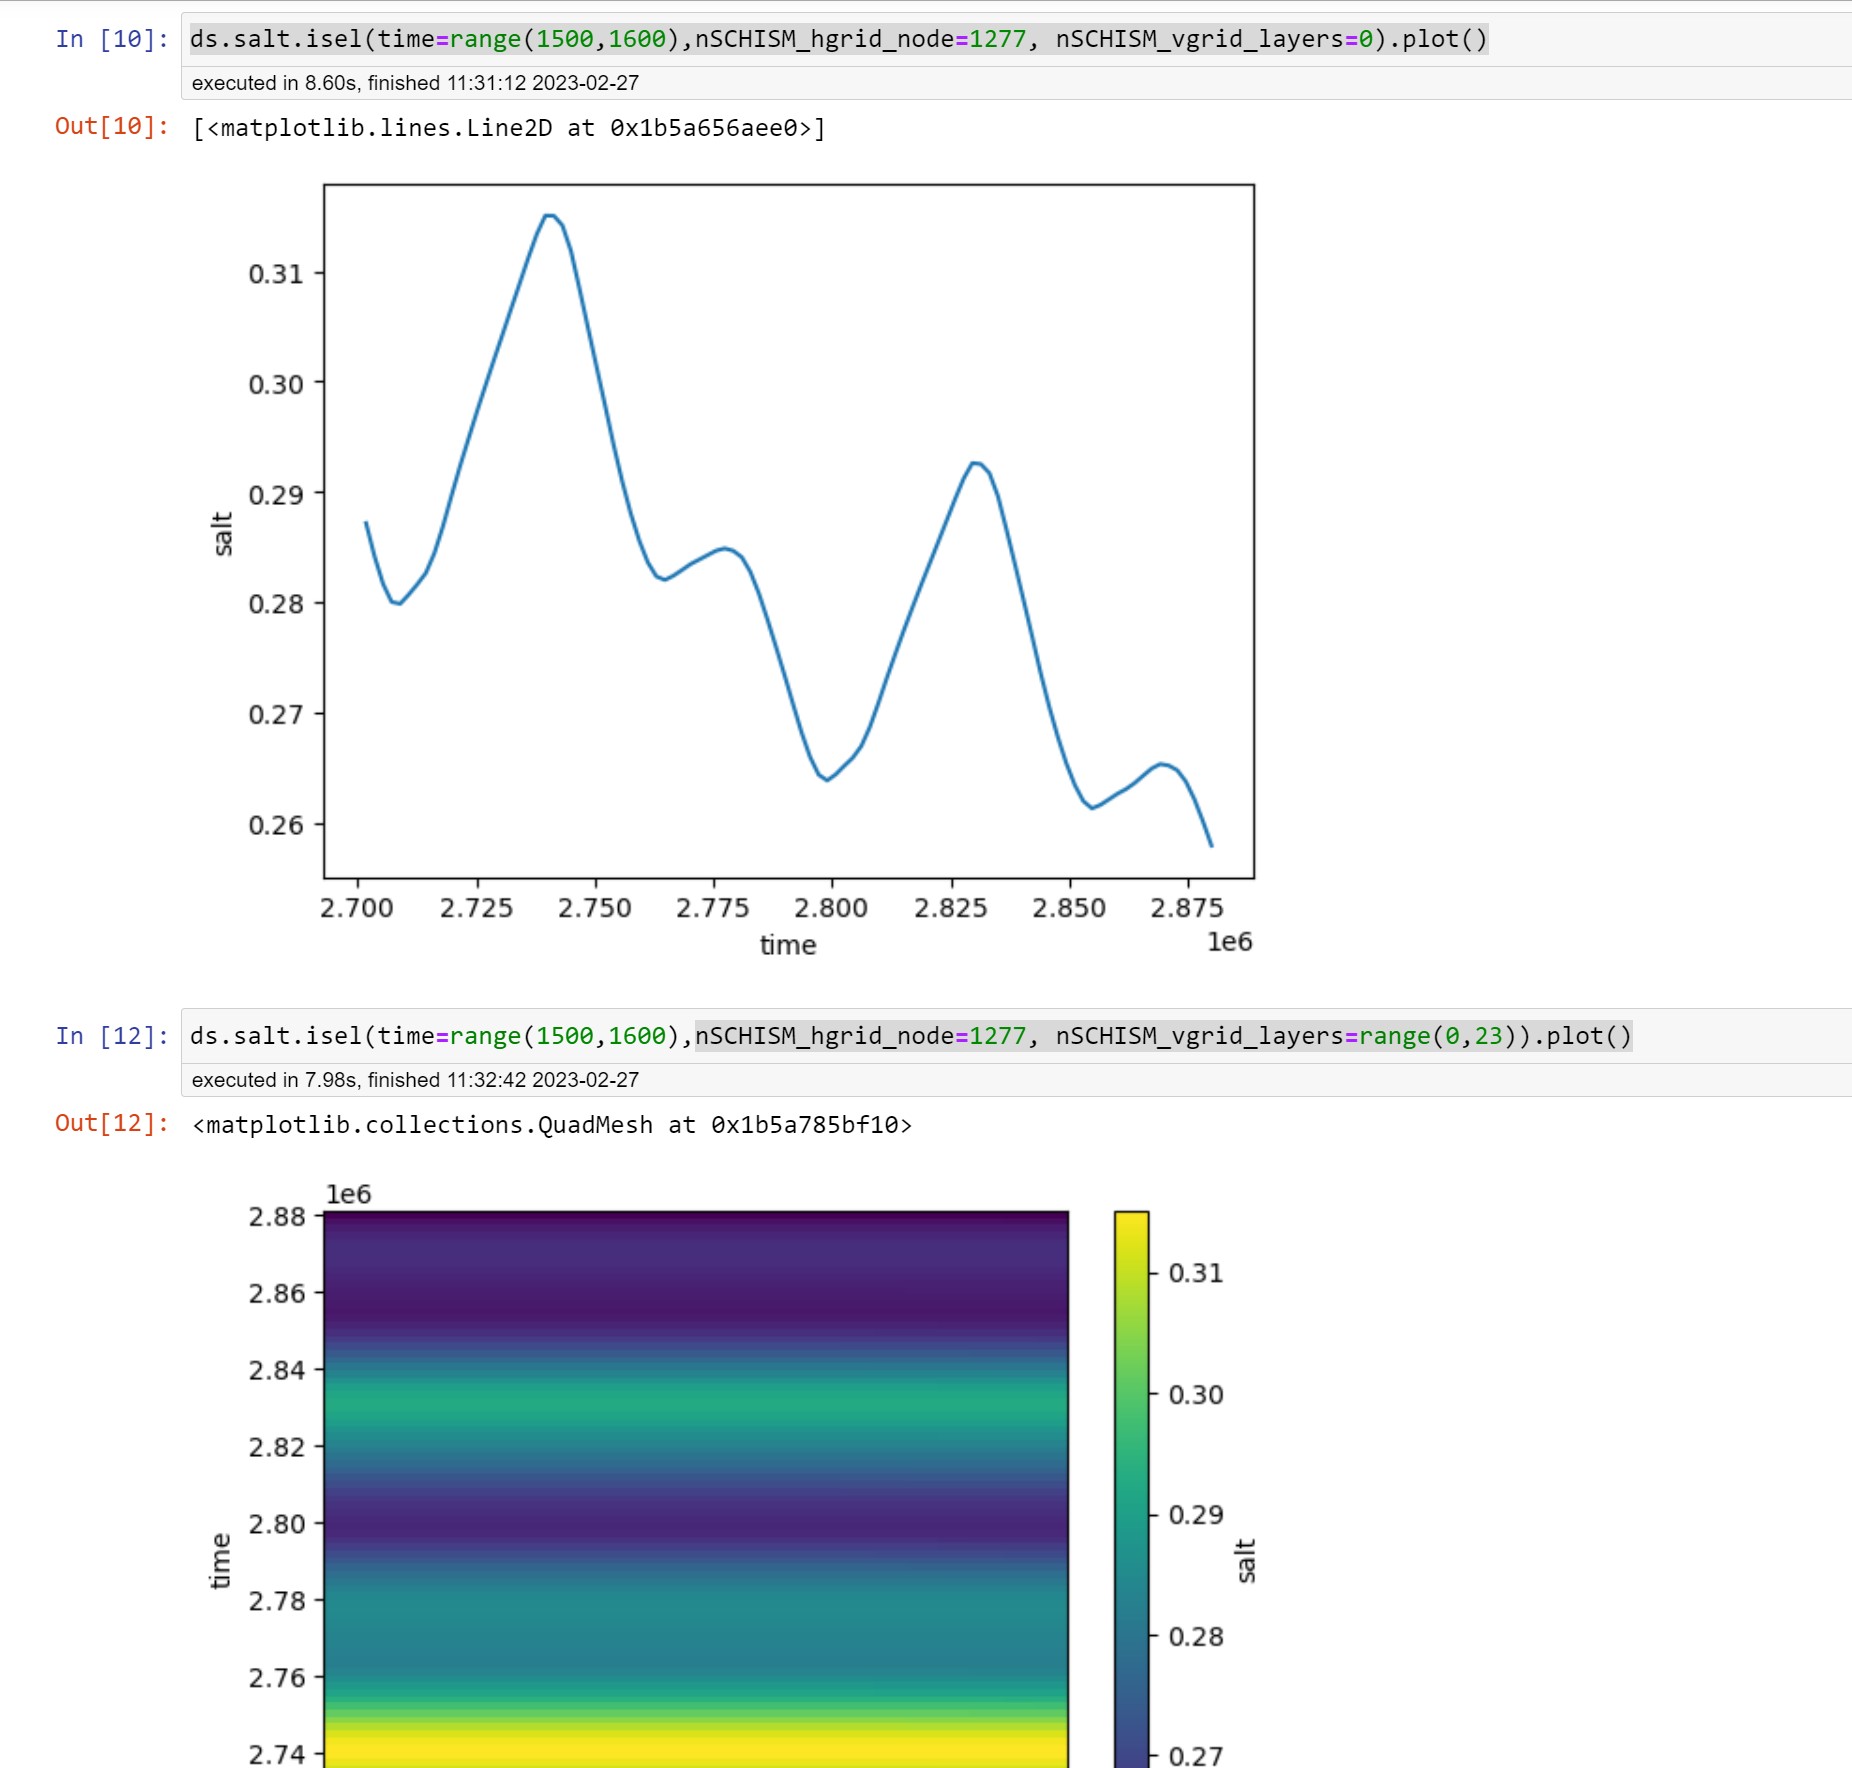 In [10]: ds.salt.isel(time=range(1500,1600),nSCHISM_hgrid_node=1277, nSCHISM_vgrid_layers=0).plot()
executed in 8.60s, finished 11:31:12 2023-02-27
Out[10]: [<matplotlib.lines.Line2D at 0x1b5a656aee0>]
0.31
0.30
0.29
salt
0.28
0.27
0.26
2.700 2.725 2.750 2.775 2.800 2.825 2.850 2.875
time
1e6
In [12]: ds.salt.isel(time=range(1500,1600),nSCHISM_hgrid_node=1277, nSCHISM_vgrid_layers=range(0,23)).plot()
executed in 7.98s, finished 11:32:42 2023-02-27
Out[12]: <matplotlib.collections.QuadMesh at 0x1b5a785bf10>
1e6
2.88
2.86
2.84
2.82
2.80
time
2.78
2.76
2.74
0.31
0.30
0.29
salt
0.28
0.27